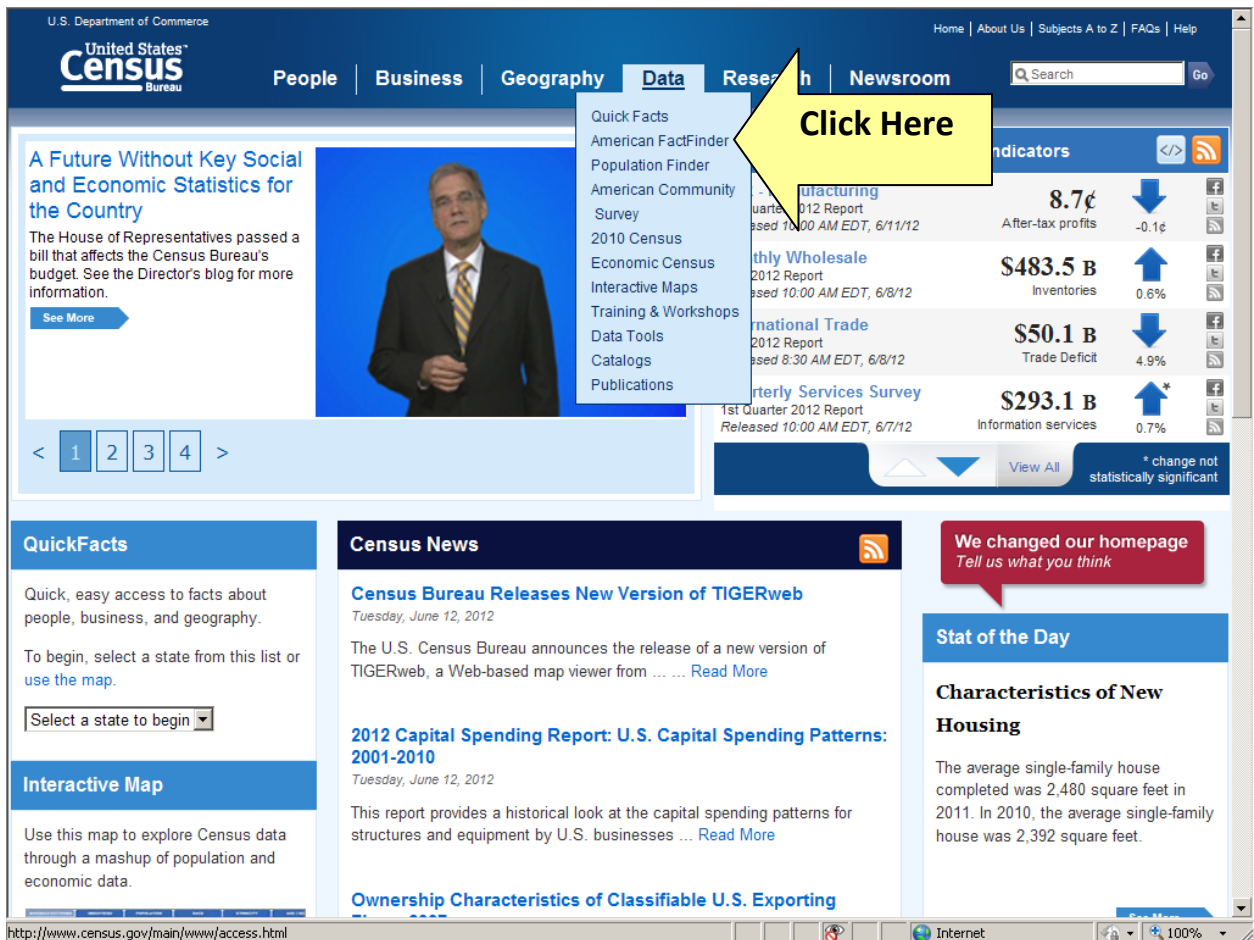 U.S. Department of Commerce
Home | About Us | Subjects A to Z | FAQs | Help
United States™
Census
Bureau
People | Business | Geography Data Research | Newsroom
Search Go
Click Here
Quick Facts
American FactFinder
Population Finder
American Community
Survey
2010 Census
Economic Census
Interactive Maps
Training & Workshops
Data Tools
Catalogs
Publications
A Future Without Key Social
and Economic Statistics for
the Country
The House of Representatives passed a
bill that affects the Census Bureau's
budget. See the Director's blog for more
information.
See More
< 1 2 3 4 >
ndicators
2012 Report
10:00 AM EDT, 6/11/12
8.7¢
After-tax profits
-0.1¢
thly Wholesale
2012 Report
10:00 AM EDT, 6/8/12
$483.5 B
Inventories
0.6%
rnational Trade
2012 Report
8:30 AM EDT, 6/8/12
$50.1 B
Trade Deficit
4.9%
rterly Services Survey
1st Quarter 2012 Report
Released 10:00 AM EDT, 6/7/12
$293.1 B
Information services
*
0.7%
View All
* change not
statistically significant
QuickFacts
Quick, easy access to facts about
people, business, and geography.
To begin, select a state from this list or
use the map.
Select a state to begin
Interactive Map
Use this map to explore Census data
through a mashup of population and
economic data.
Census News
Census Bureau Releases New Version of TIGERweb
Tuesday, June 12, 2012
The U.S. Census Bureau announces the release of a new version of
TIGERweb, a Web-based map viewer from ... ... Read More
2012 Capital Spending Report: U.S. Capital Spending Patterns:
2001-2010
Tuesday, June 12, 2012
This report provides a historical look at the capital spending patterns for
structures and equipment by U.S. businesses ... Read More
Ownership Characteristics of Classifiable U.S. Exporting
We changed our homepage
Tell us what you think
Stat of the Day
Characteristics of New
Housing
The average single-family house
completed was 2,480 square feet in
2011. In 2010, the average single-family
house was 2,392 square feet.
http://www.census.gov/main/www/access.html
Internet
100%